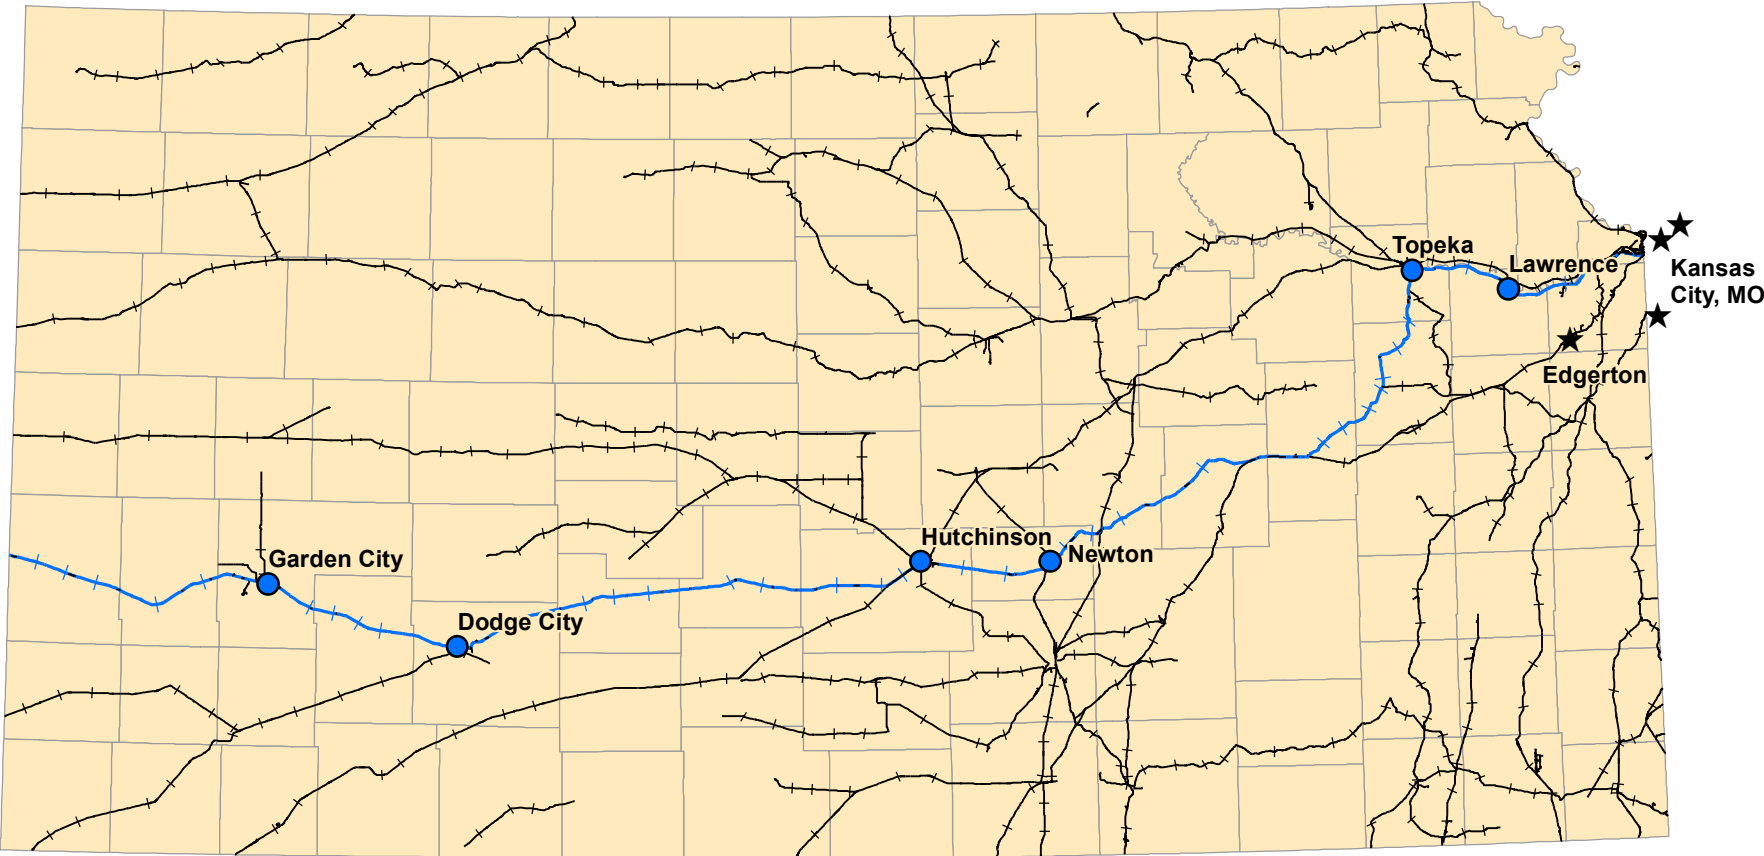 Topeka
Lawrence
Kansas
City, MO
Edgerton
Hutchinson
Newton
Garden City
Dodge City